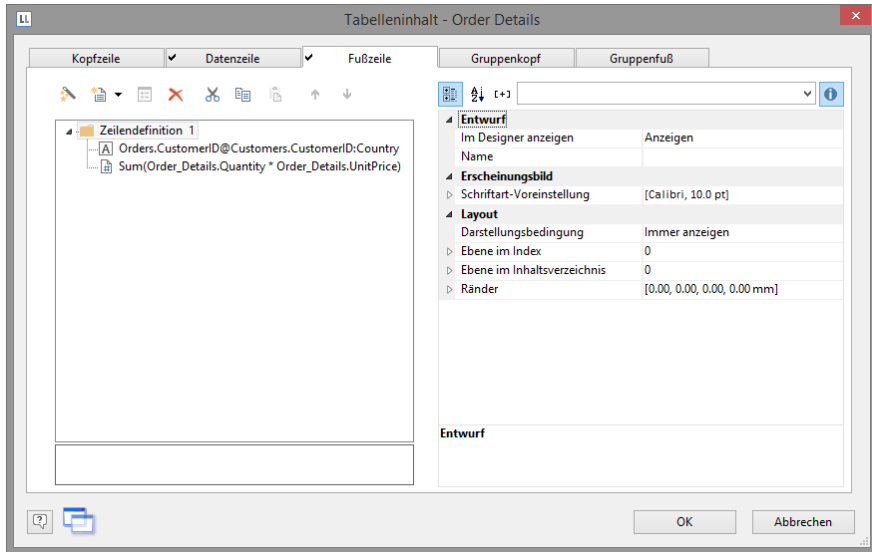 LL
Tabelleninhalt - Order Details
Kopfzeile
Datenzeile
Fußzeile
Gruppenkopf
Gruppenfuß
Zeilendefinition 1
A Orders.CustomerID@Customers.CustomerID:Country
Sum(Order_Details.Quantity * Order_Details.UnitPrice)
Entwurf
Im Designer anzeigen Anzeigen
Name
Erscheinungsbild
Schriftart-Voreinstellung [Calibri, 10.0 pt]
Layout
Darstellungsbedingung Immer anzeigen
Ebene im Index 0
Ebene im Inhaltsverzeichnis 0
Ränder [0.00, 0.00, 0.00, 0.00 mm]
Entwurf
OK
Abbrechen